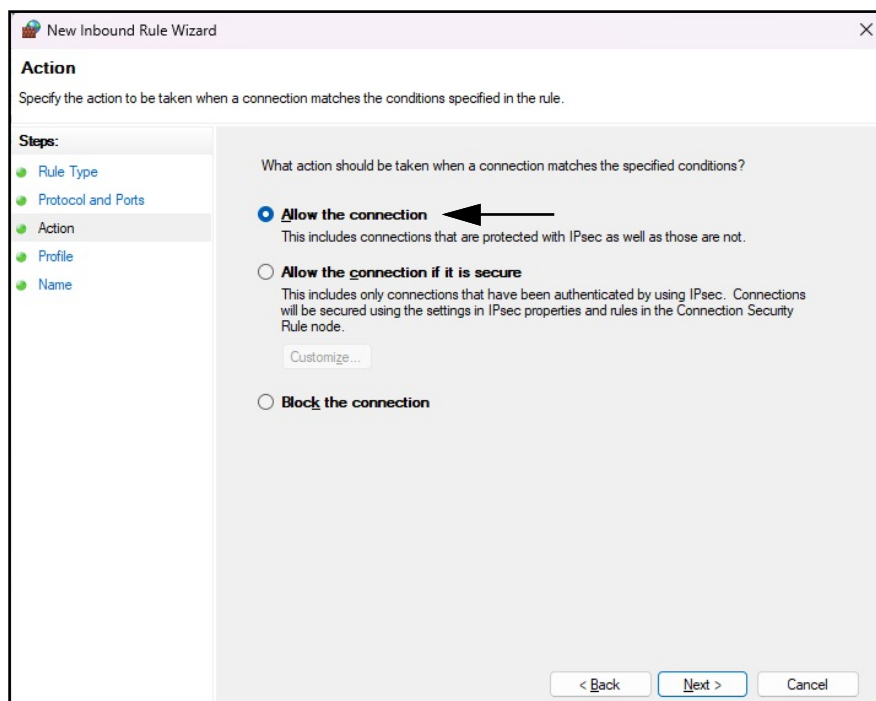 New Inbound Rule Wizard
Action
Specify the action to be taken when a connection matches the conditions specified in the rule.
Steps:
Rule Type
Protocol and Ports
Action
Profile
Name
What action should be taken when a connection matches the specified conditions?
Allow the connection
This includes connections that are protected with IPsec as well as those are not.
Allow the connection if it is secure
This includes only connections that have been authenticated by using IPsec. Connections
will be secured using the settings in IPsec properties and rules in the Connection Security
Rule node.
Customize...
Block the connection
< Back
Next >
Cancel